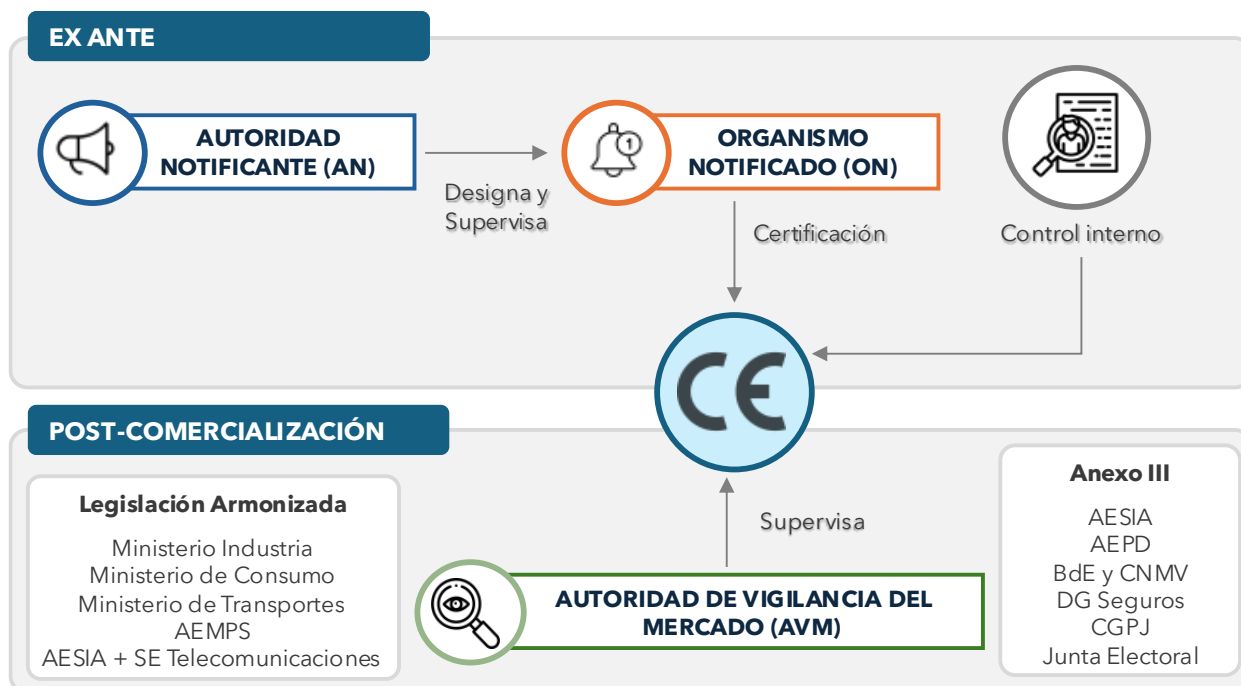 EX ANTE
AUTORIDAD
NOTIFICANTE (AN)
Designa y
Supervisa
1
ORGANISMO
NOTIFICADO (ON)
Certificación
Control interno
CE
POST-COMERCIALIZACIÓN
Legislación Armonizada
Ministerio Industria
Ministerio de Consumo
Ministerio de Transportes
AEMPS
AESIA + SE Telecomunicaciones
Supervisa
AUTORIDAD DE VIGILANCIA DEL
MERCADO (AVM)
Anexo III
AESIA
AEPD
BdE y CNMV
DG Seguros
CGPJ
Junta Electoral